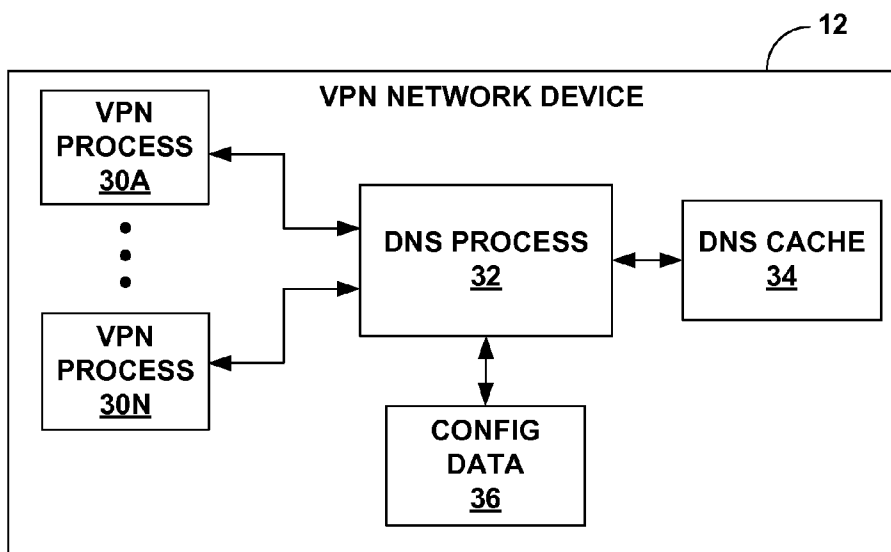 12
VPN NETWORK DEVICE
VPN
PROCESS
30A
DNS PROCESS
32
DNS CACHE
34
VPN
PROCESS
30N
CONFIG
DATA
36